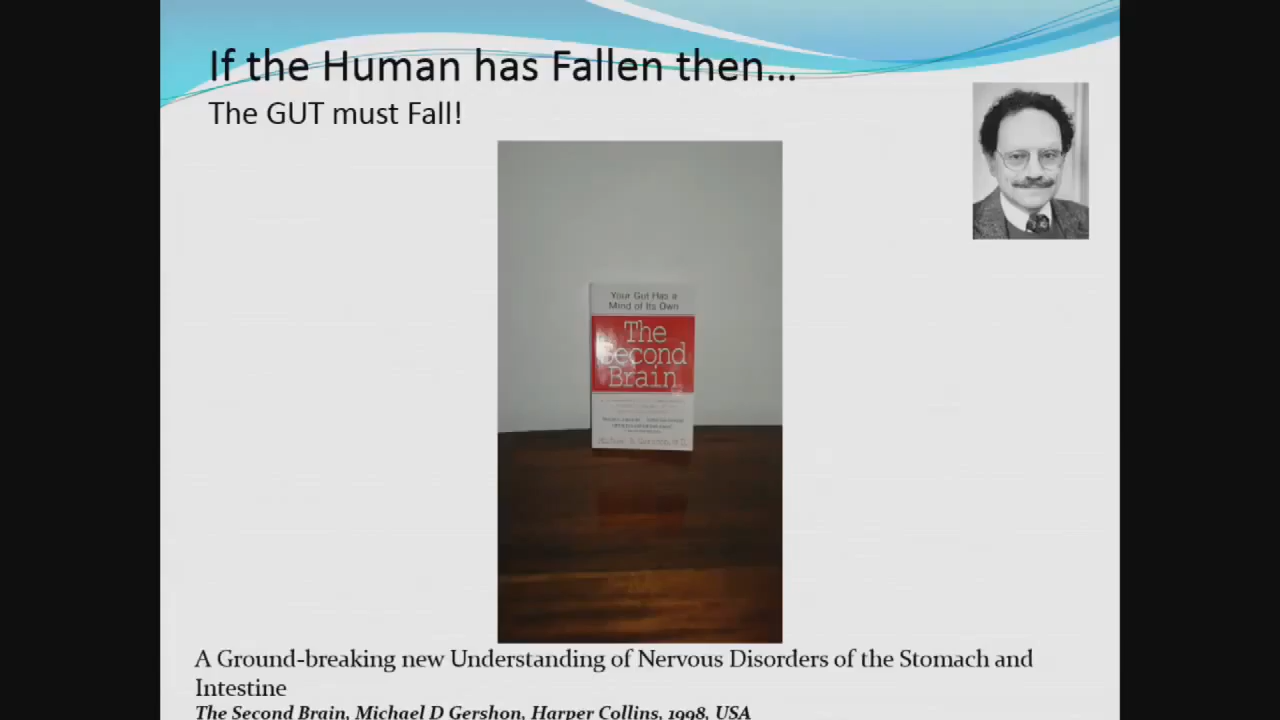 If the Human has Fallen then...
The GUT must Fall!
Your Gut Has a
Mind of Its Own
The
Second
Brain
A Ground-breaking new Understanding of Nervous Disorders of the Stomach and
Intestine
The Second Brain, Michael D Gershon, Harper Collins, 1998, USA